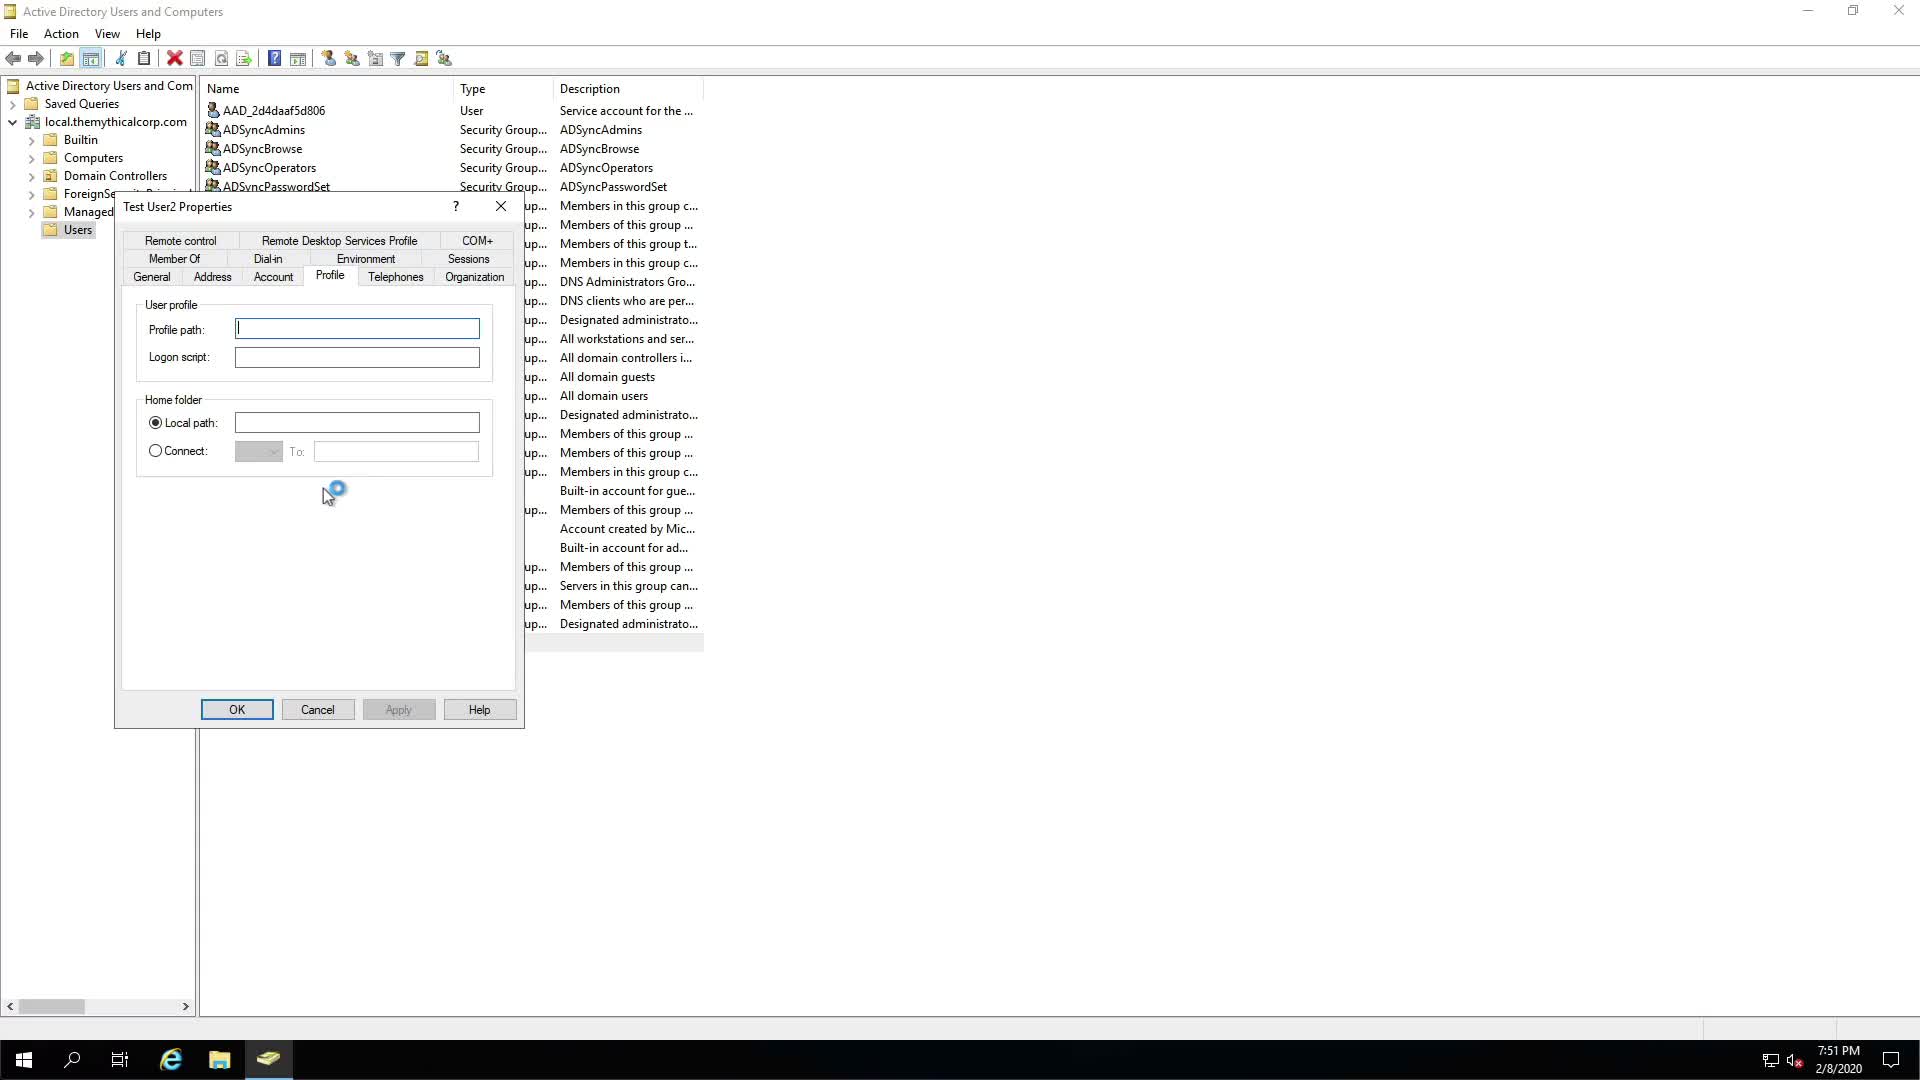 Active Directory Users and Computers
File Action View Help
Active Directory Users and Com
Saved Queries
local.themythicalcorp.com
Builtin
Computers
Domain Controllers
ForeignSecurityPrincipal
Managed
Users
Name Type Description
AAD_2d4daaf5d806 User Service account for the ...
ADSyncAdmins Security Group... ADSyncAdmins
ADSyncBrowse Security Group... ADSyncBrowse
ADSyncOperators Security Group... ADSyncOperators
ADSyncPasswordSet Security Group... ADSyncPasswordSet
up... Members in this group c...
up... Members of this group ...
up... Members of this group t...
up... Members in this group c...
up... DNS Administrators Gro...
up... DNS clients who are per...
up... Designated administrato...
up... All workstations and ser...
up... All domain controllers i...
up... All domain guests
up... All domain users
up... Designated administrato...
up... Members of this group ...
up... Members of this group ...
up... Members in this group c...
Built-in account for gue...
up... Members of this group ...
Account created by Mic...
Built-in account for ad...
up... Members of this group ...
up... Servers in this group can...
up... Members of this group ...
up... Designated administrato...
Test User2 Properties ?
Remote control Remote Desktop Services Profile COM+
Member Of Dial-in Environment Sessions
General Address Account Profile Telephones Organization
User profile
Profile path:
Logon script:
Home folder
Local path:
Connect: To:
OK Cancel Apply Help
7:51 PM
2/8/2020